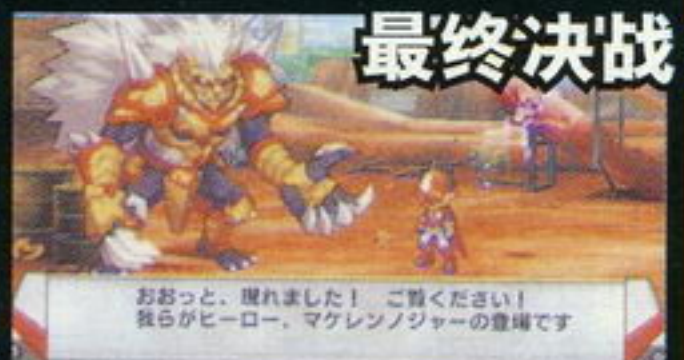 最终决战
おおっと、現れました！　ご覧ください！
我らがヒーロー、マケレンノジャーの登場です